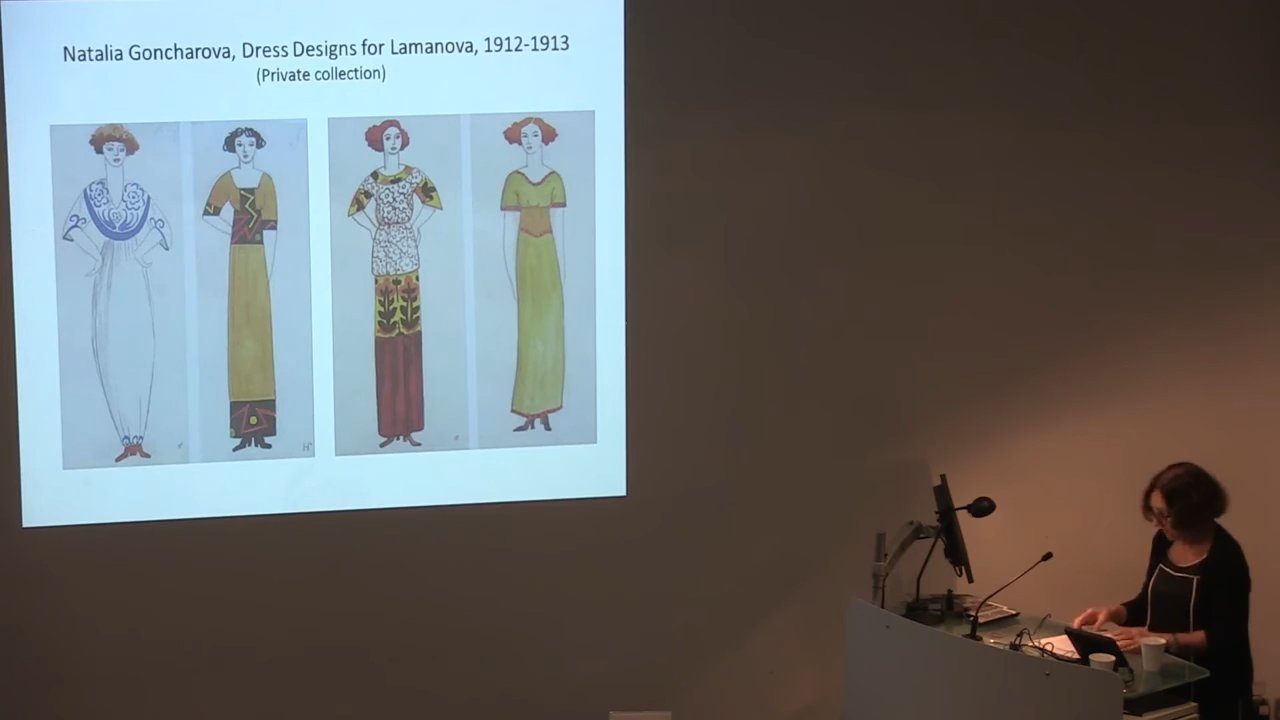 Natalia Goncharova, Dress Designs for Lamanova, 1912-1913
(Private collection)